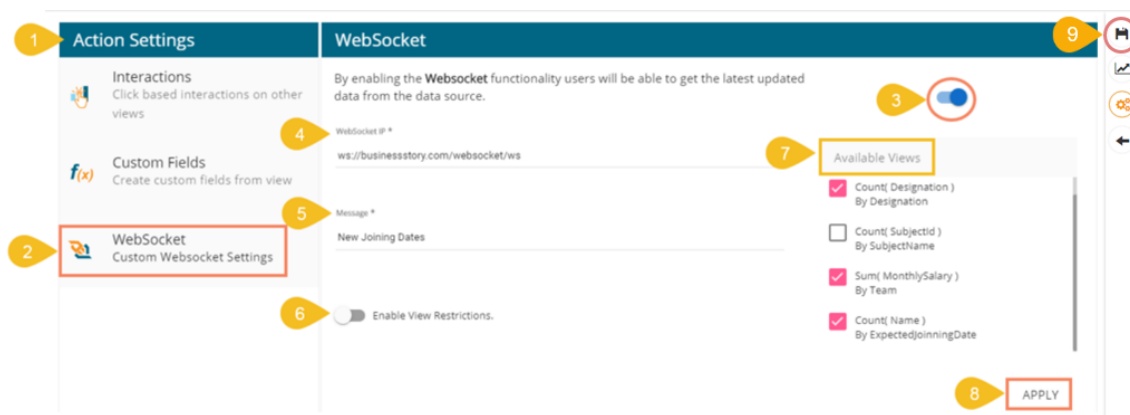 1
Action Settings
Interactions
Click based interactions on other
views
f(x)
Custom Fields
Create custom fields from view
2
WebSocket
Custom Websocket Settings
WebSocket
By enabling the Websocket functionality users will be able to get the latest updated
data from the data source.
3
4
WebSocket IP *
ws://businessstory.com/websocket/ws
5
Message *
New Joining Dates
6
Enable View Restrictions.
7
Available Views
Count( Designation )
By Designation
Count( SubjectId )
By SubjectName
Sum( MonthlySalary )
By Team
Count( Name )
By ExpectedJoinningDate
8
APPLY
9